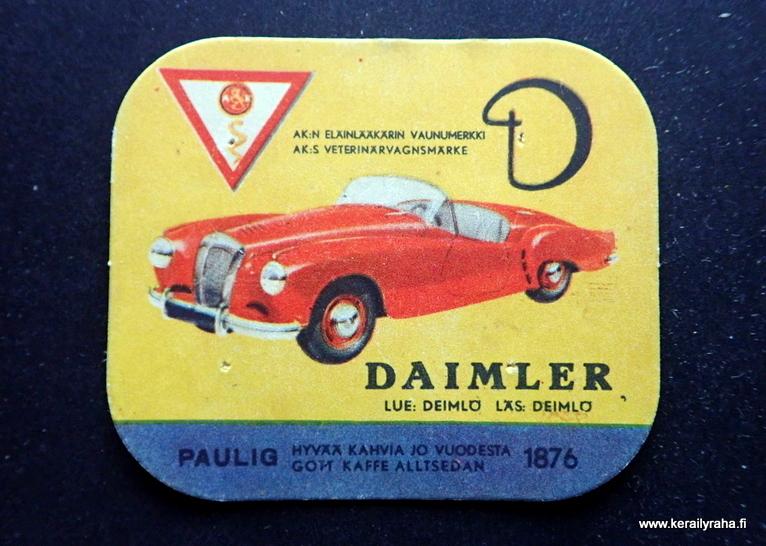 AK:N ELÄINLÄÄKÄRIN VAUNUMERKKI
AK:S VETERINÄRVAGNSMÄRKE
D
DAIMLER
LUE: DEIMLÖ LÄS: DEIMLÖ
PAULIG HYVÄÄ KAHVIA JO VUODESTA 1876
GOTT KAFFE ALLTSEDAN
www.kerailyraha.fi